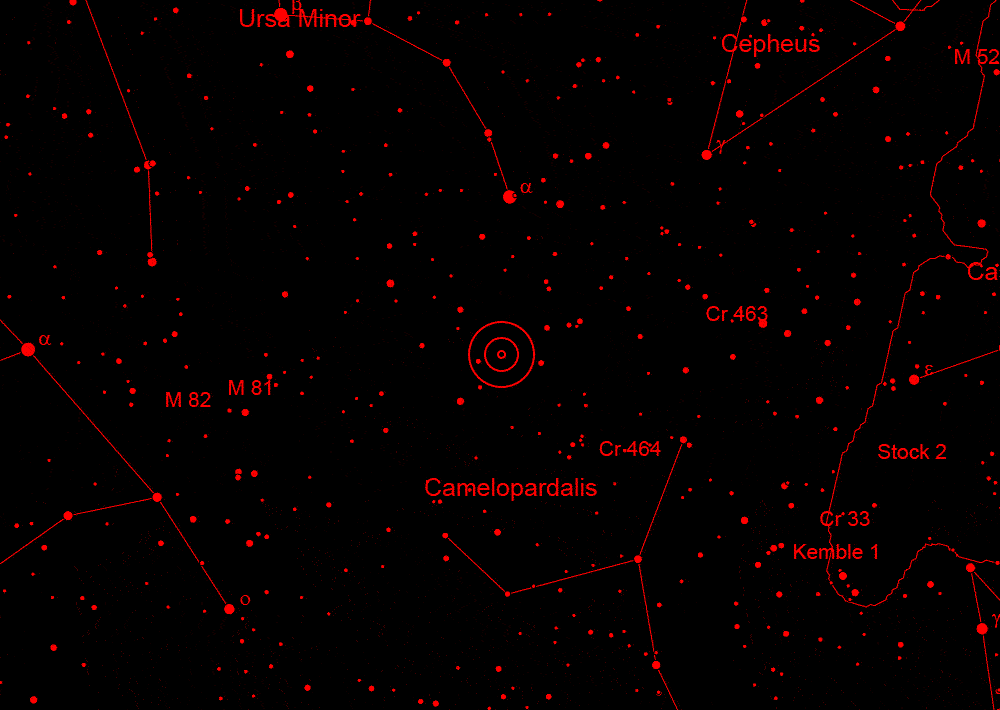 β
Ursa Minor
Cepheus
M 52
γ
α
Ca
Cr 463
α
ε
M 81
M 82
Cr 464
Stock 2
Camelopardalis
Cr 33
Kemble 1
ο
γ